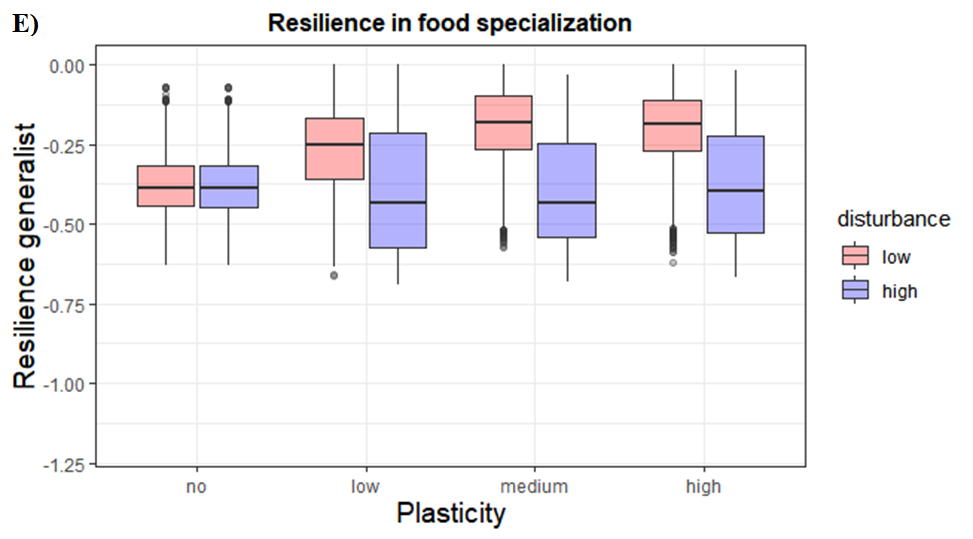 E)
Resilience in food specialization
Resilience generalist
0.00
-0.25
-0.50
-0.75
-1.00
-1.25
no low medium high
Plasticity
disturbance
low
high